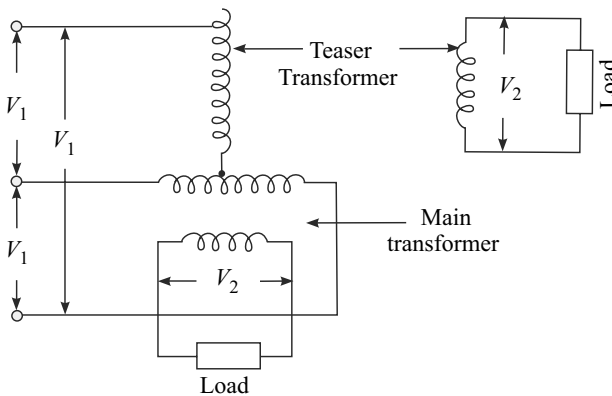 Teaser
Transformer
V1
V1
V2
Load
V1
Main
transformer
V2
Load